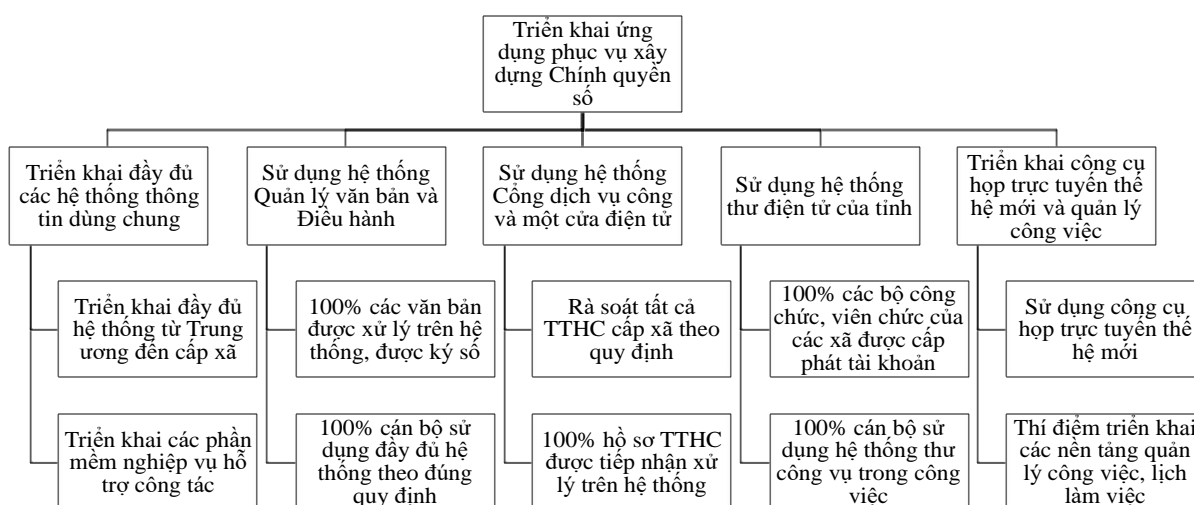 Triển khai ứng
dụng phục vụ xây
dựng Chính quyền
số
Triển khai đầy đủ
các hệ thống thông
tin dùng chung
Sử dụng hệ thống
Quản lý văn bản và
Điều hành
Sử dụng hệ thống
Cổng dịch vụ công
và một cửa điện tử
Sử dụng hệ thống
thư điện tử của tỉnh
Triển khai công cụ
họp trực tuyến thế
hệ mới và quản lý
công việc
Triển khai đầy đủ
hệ thống từ Trung
ương đến cấp xã
100% các văn bản
được xử lý trên hệ
thống, được ký số
Rà soát tất cả
TTHC cấp xã theo
quy định
100% các bộ công
chức, viên chức của
các xã được cấp
phát tài khoản
Sử dụng công cụ
họp trực tuyến thế
hệ mới
Triển khai các phần
mềm nghiệp vụ hỗ
trợ công tác
100% cán bộ sử
dụng đầy đủ hệ
thống theo đúng
quy định
100% hồ sơ TTHC
được tiếp nhận xử
lý trên hệ thống
100% cán bộ sử
dụng hệ thống thư
công vụ trong công
việc
Thí điểm triển khai
các nền tảng quản
lý công việc, lịch
làm việc